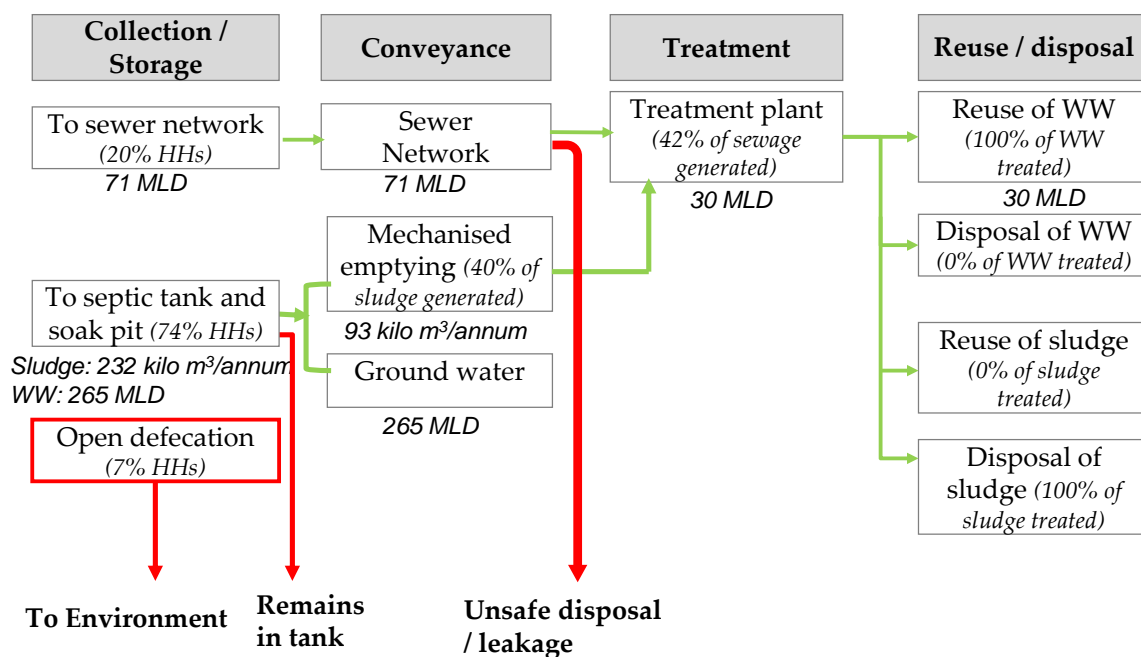 Collection /
Storage
Conveyance
Treatment
Reuse / disposal
To sewer network
(20% HHs)
71 MLD
Sewer
Network
71 MLD
Treatment plant
(42% of sewage
generated)
30 MLD
Reuse of WW
(100% of WW
treated)
30 MLD
Disposal of WW
(0% of WW treated)
Mechanised
emptying (40% of
sludge generated)
93 kilo m³/annum
To septic tank and
soak pit (74% HHs)
Sludge: 232 kilo m³/annum
WW: 265 MLD
Ground water
265 MLD
Reuse of sludge
(0% of sludge
treated)
Open defecation
(7% HHs)
Disposal of
sludge (100% of
sludge treated)
To Environment
Remains
in tank
Unsafe disposal
/ leakage